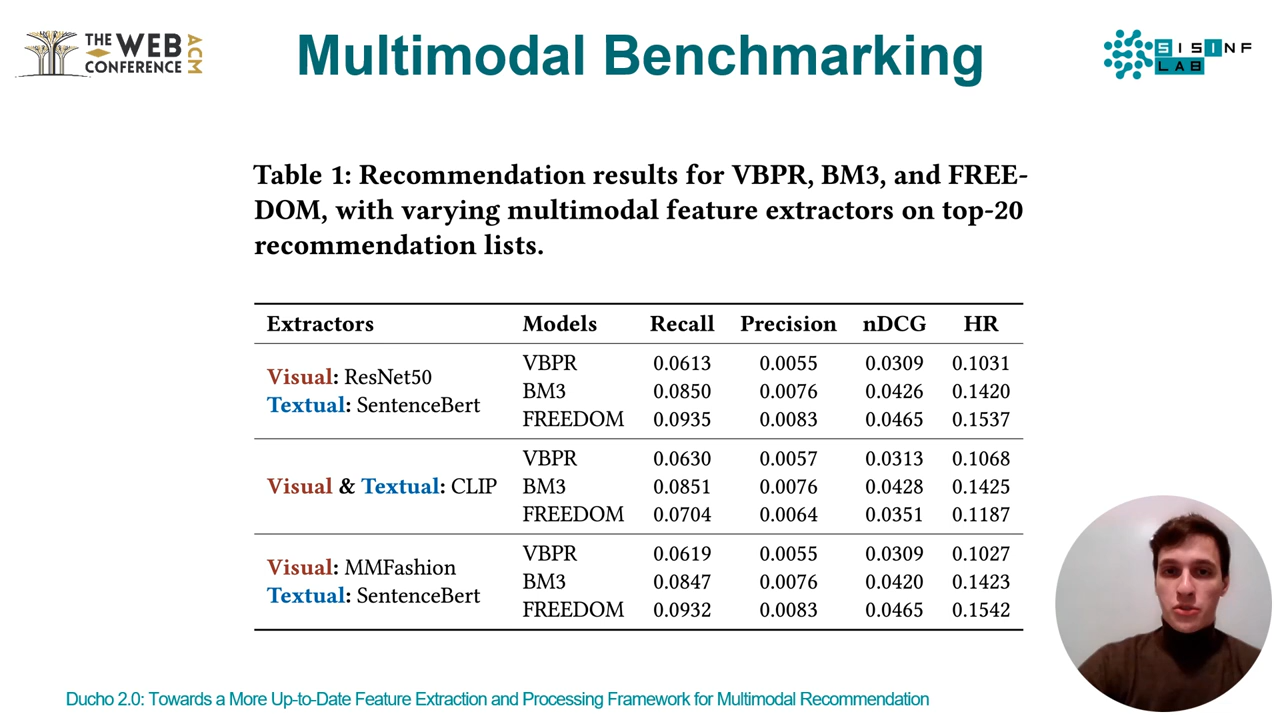 THE WEB
CONFERENCE
ACM
Multimodal Benchmarking
SISINF
LAB
Table 1: Recommendation results for VBPR, BM3, and FREE-
DOM, with varying multimodal feature extractors on top-20
recommendation lists.
Extractors Models Recall Precision nDCG HR
Visual: ResNet50
Textual: SentenceBert
VBPR 0.0613 0.0055 0.0309 0.1031
BM3 0.0850 0.0076 0.0426 0.1420
FREEDOM 0.0935 0.0083 0.0465 0.1537
Visual & Textual: CLIP
VBPR 0.0630 0.0057 0.0313 0.1068
BM3 0.0851 0.0076 0.0428 0.1425
FREEDOM 0.0704 0.0064 0.0351 0.1187
Visual: MMFashion
Textual: SentenceBert
VBPR 0.0619 0.0055 0.0309 0.1027
BM3 0.0847 0.0076 0.0420 0.1423
FREEDOM 0.0932 0.0083 0.0465 0.1542
Ducho 2.0: Towards a More Up-to-Date Feature Extraction and Processing Framework for Multimodal Recommendation